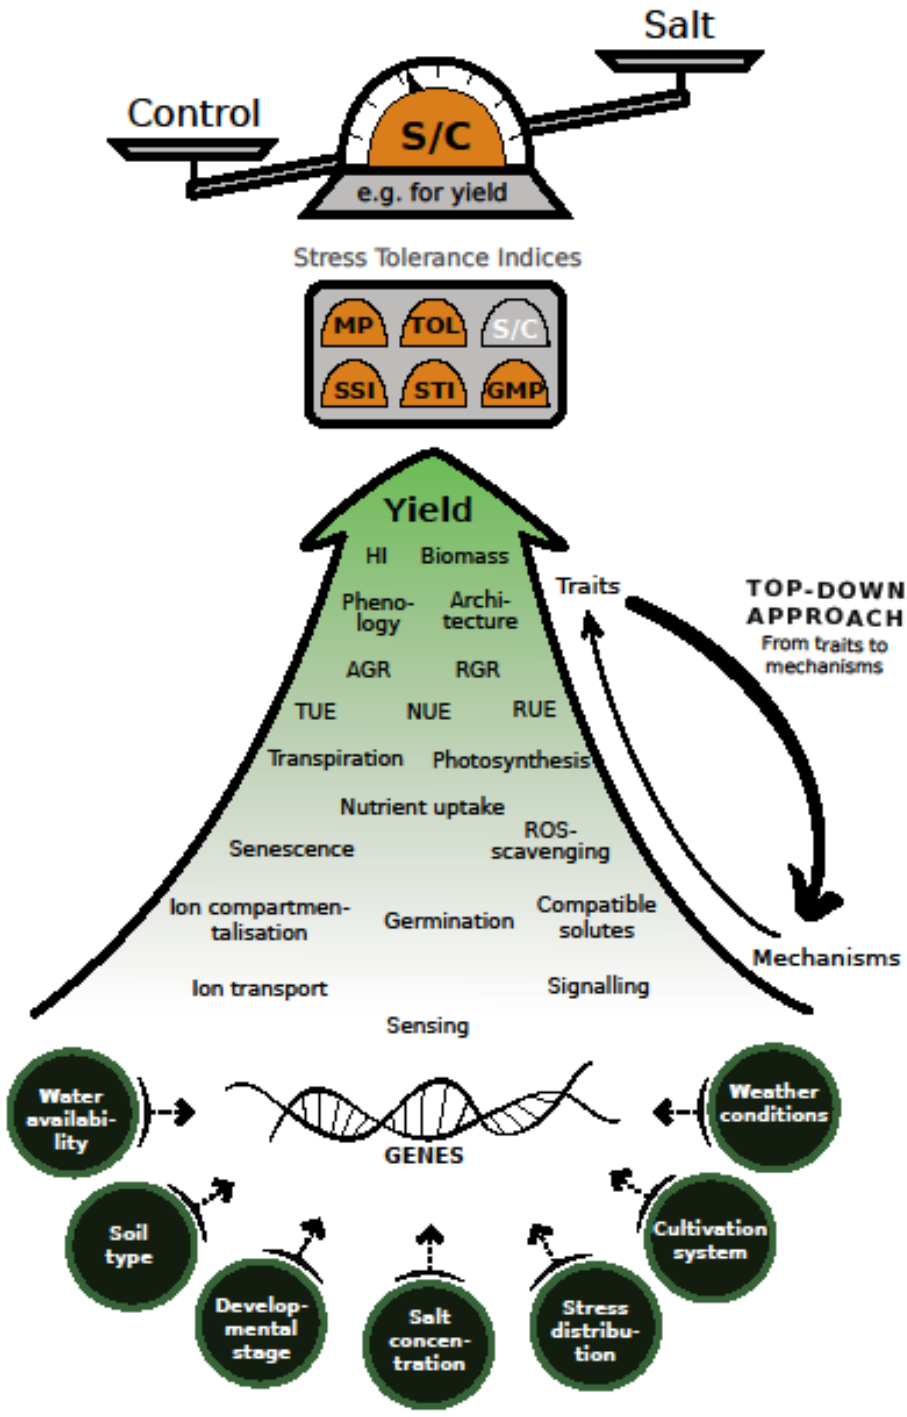 Salt
Control
S/C
e.g. for yield
Stress Tolerance Indices
MP TOL S/C
SSI STI GMP
Yield
HI Biomass
Pheno-
logy
Archi-
tecture
AGR RGR
TUE NUE RUE
Transpiration Photosynthesis
Nutrient uptake
Senescence
ROS-
scavenging
Ion compartmen-
talisation
Germination
Compatible
solutes
Ion transport
Signalling
Sensing
Traits
TOP-DOWN
APPROACH
From traits to
mechanisms
Mechanisms
GENES
Water
availabi-
lity
Soil
type
Develop-
mental
stage
Salt
concen-
tration
Stress
distribu-
tion
Cultivation
system
Weather
conditions